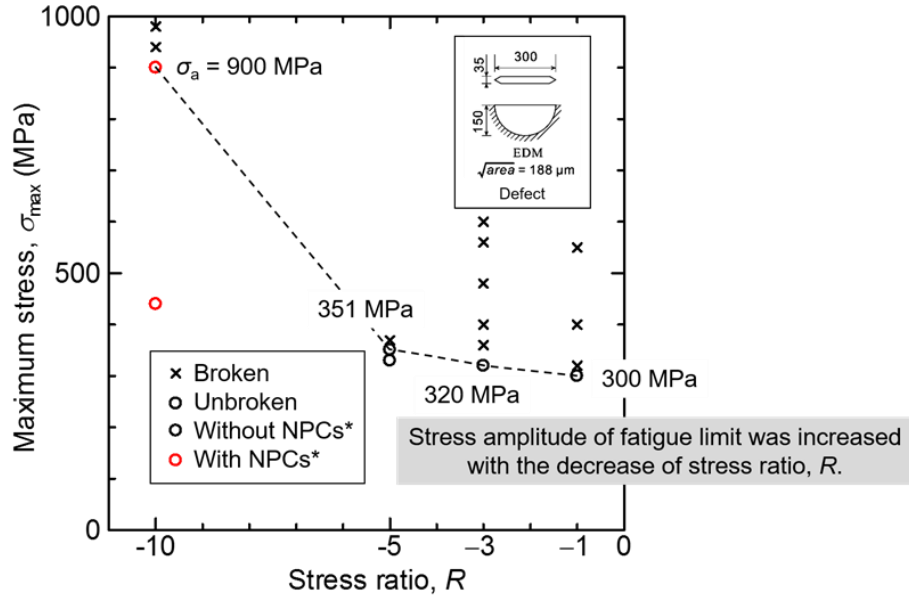 1000
500
0
Maximum stress, σmax (MPa)
σa = 900 MPa
300
35
150
EDM
√area = 188 µm
Defect
351 MPa
320 MPa
300 MPa
× Broken
Unbroken
Without NPCs*
With NPCs*
Stress amplitude of fatigue limit was increased
with the decrease of stress ratio, R.
-10 -5 -3 -1 0
Stress ratio, R